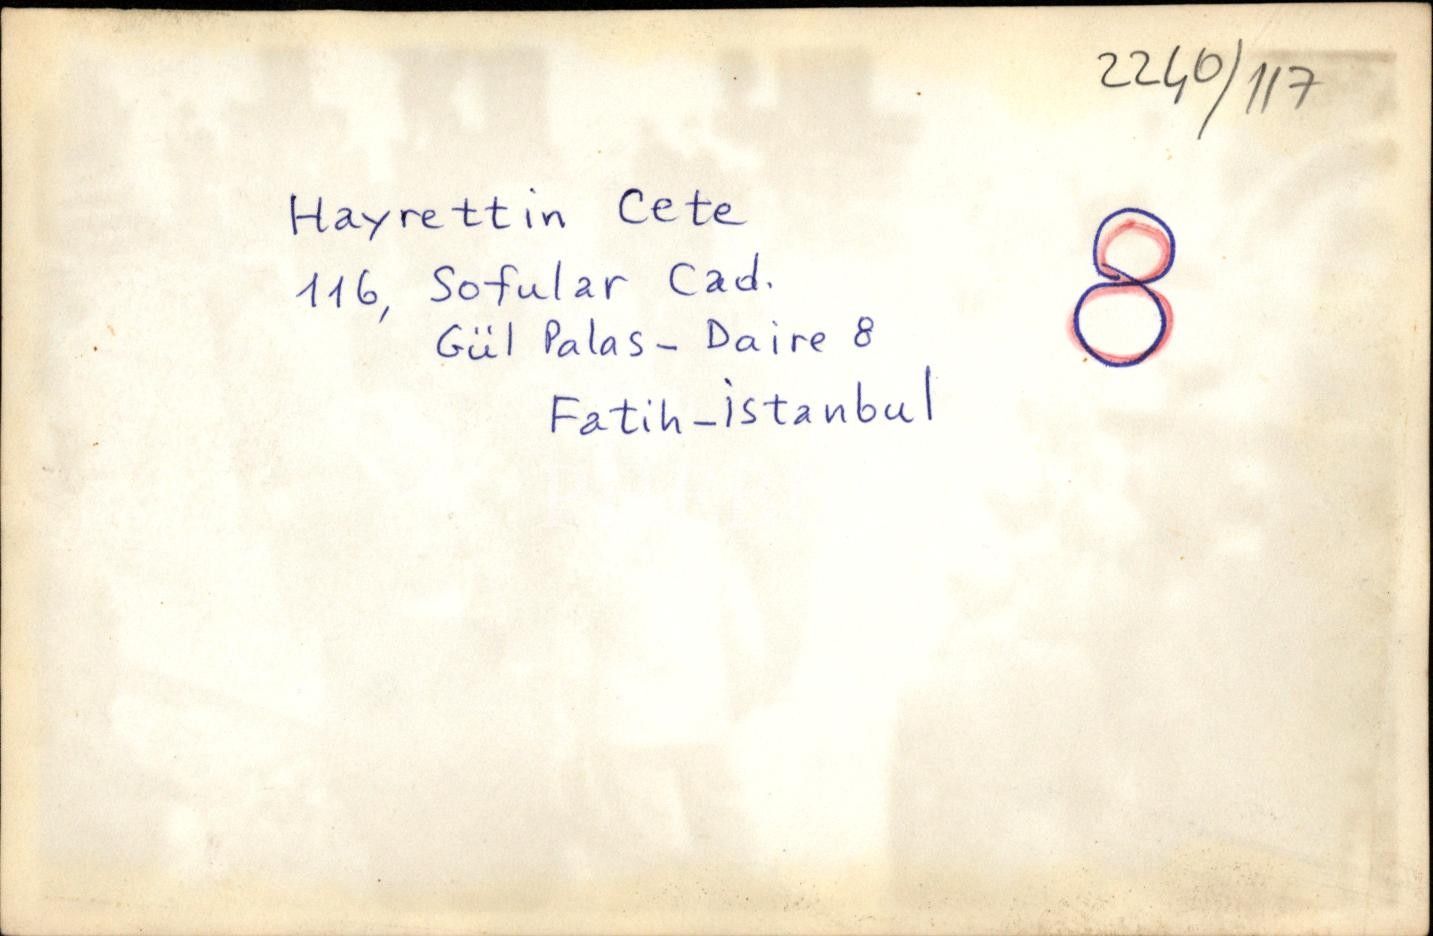 2240/117
Hayrettin Cete
116, Sofular Cad.
Gül Palas - Daire 8
Fatih - İstanbul
8